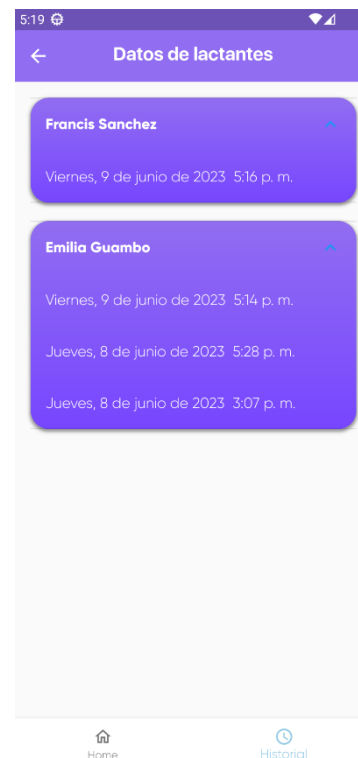 5:19
Datos de lactantes
Francis Sanchez
Viernes, 9 de junio de 2023 5:16 p. m.
Emilia Guambo
Viernes, 9 de junio de 2023 5:14 p. m.
Jueves, 8 de junio de 2023 5:28 p. m.
Jueves, 8 de junio de 2023 3:07 p. m.
Home
Historial